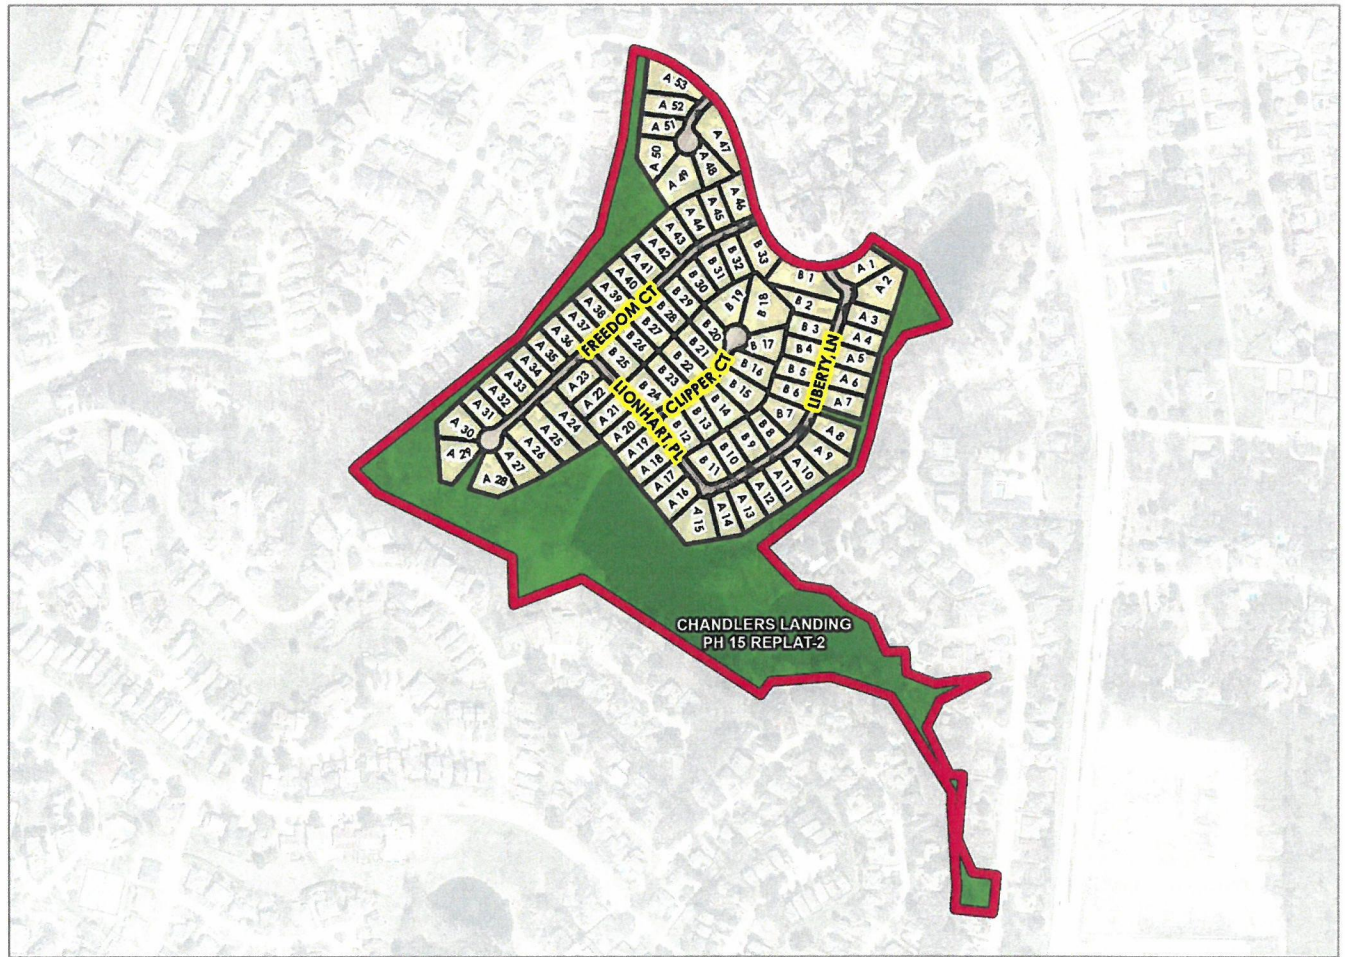 A 53
A 52
A 51
A 50
A 49
A 48
A 47
A 46
A 45
A 44
A 43
A 42
A 41
A 40
A 39
A 38
A 37
A 36
A 35
A 34
A 33
A 32
A 31
A 30
A 29
A 28
A 27
A 26
A 25
A 24
A 23
A 22
A 21
A 20
A 19
A 18
A 17
A 16
A 15
A 14
A 13
A 12
A 11
A 10
A 9
A 8
A 7
A 6
A 5
A 4
A 3
A 2
A 1
B 1
B 2
B 3
B 4
B 5
B 6
B 7
B 8
B 9
B 10
B 11
B 12
B 13
B 14
B 15
B 16
B 17
B 18
B 19
B 20
B 21
B 22
B 23
B 24
B 25
B 26
B 27
B 28
B 29
B 30
B 31
B 32
B 33
FREEDOM CT
LIONHART PL
CLIPPER CT
LIBERTY LN
CHANDLERS LANDING
PH 15 REPLAT-2